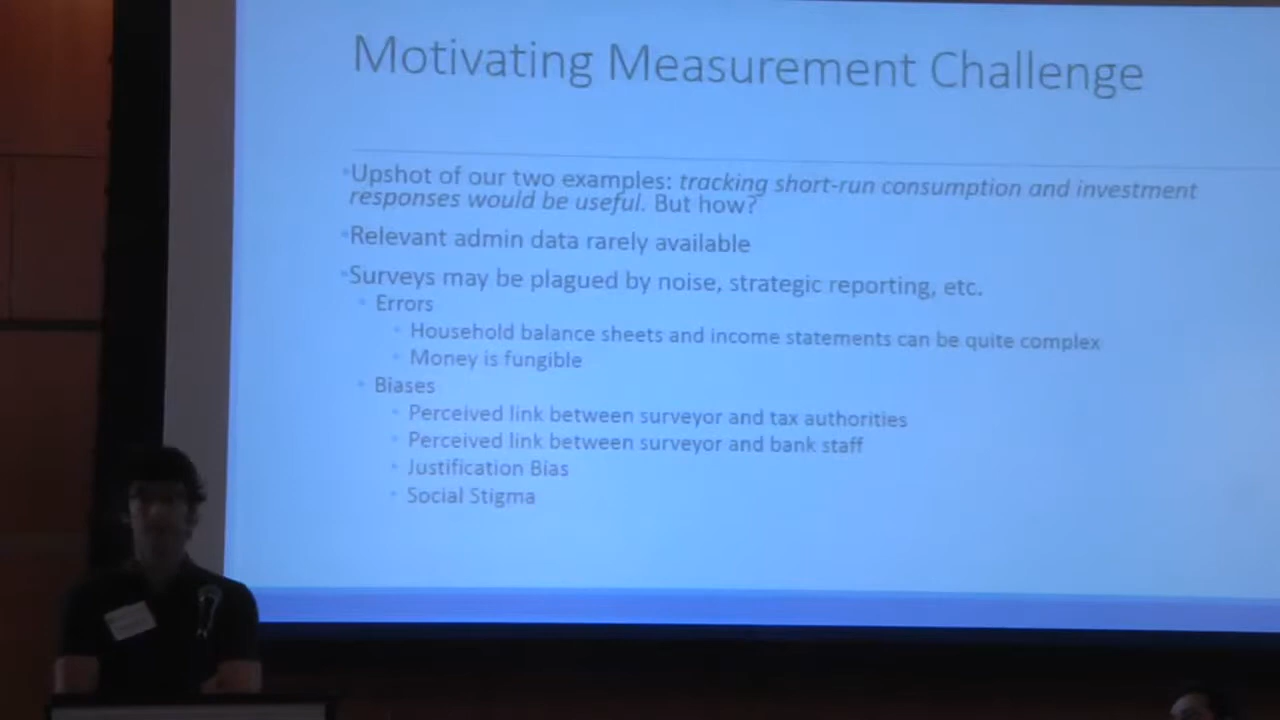 Motivating Measurement Challenge
Upshot of our two examples: tracking short-run consumption and investment
responses would be useful. But how?
Relevant admin data rarely available
Surveys may be plagued by noise, strategic reporting, etc.
Errors
Household balance sheets and income statements can be quite complex
Money is fungible
Biases
Perceived link between surveyor and tax authorities
Perceived link between surveyor and bank staff
Justification Bias
Social Stigma